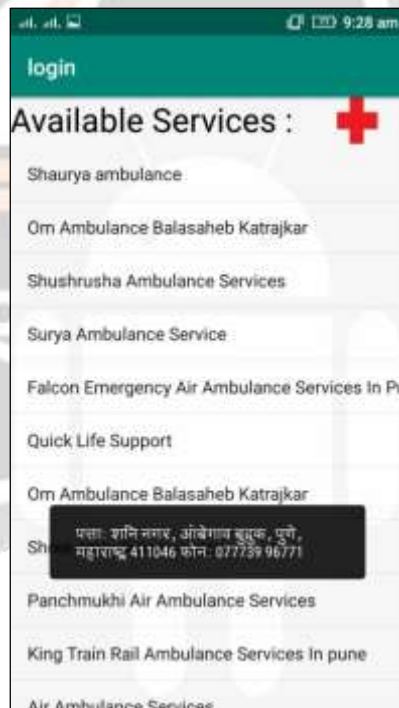 9:28 am
login
Available Services :
Shaurya ambulance
Om Ambulance Balasaheb Katrajkar
Shushrusha Ambulance Services
Surya Ambulance Service
Falcon Emergency Air Ambulance Services In P
Quick Life Support
Om Ambulance Balasaheb Katrajkar
पत्ता: शनि नगर, आंबेगाव बुद्रुक, पुणे,
महाराष्ट्र 411046 फोन: 077739 96771
Panchmukhi Air Ambulance Services
King Train Rail Ambulance Services In pune
Air Ambulance Services